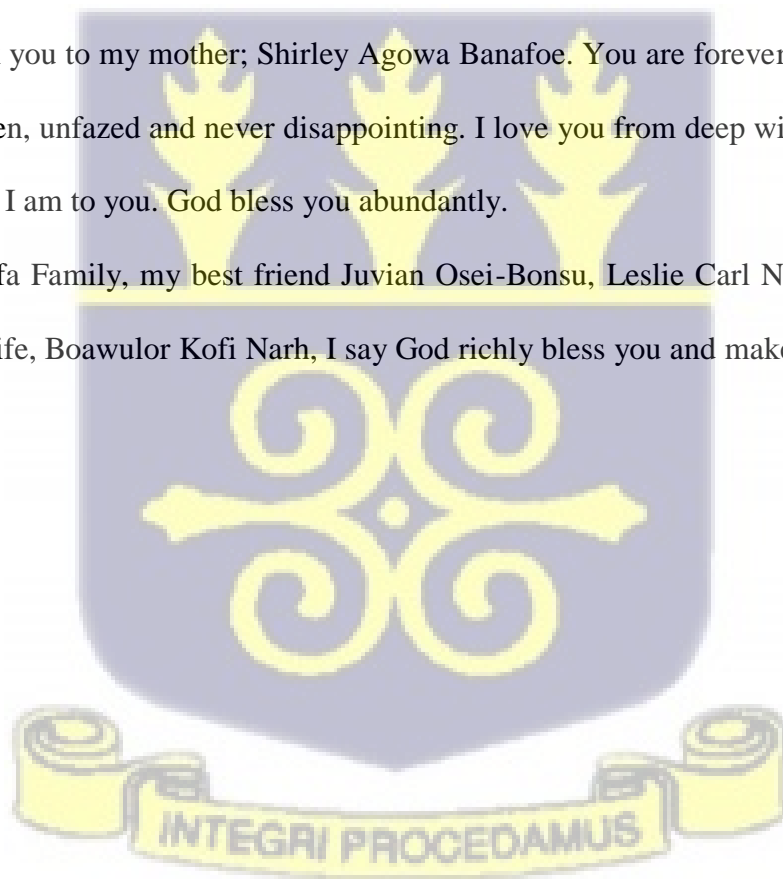 you to my mother; Shirley Agowa Banafoe. You are forever
en, unfazed and never disappointing. I love you from deep wi
I am to you. God bless you abundantly.
fa Family, my best friend Juvian Osei-Bonsu, Leslie Carl N
ife, Boawulor Kofi Narh, I say God richly bless you and make
INTEGRI PROCEDAMUS